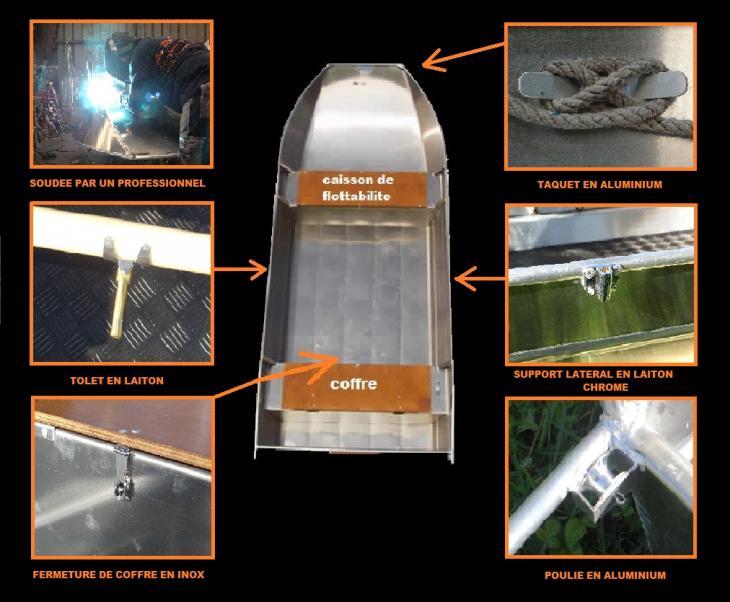 SOUDEE PAR UN PROFESSIONNEL
TAQUET EN ALUMINIUM
caisson de
flottabilite
TOLET EN LAITON
SUPPORT LATERAL EN LAITON
CHROME
coffre
FERMETURE DE COFFRE EN INOX
POULIE EN ALUMINIUM